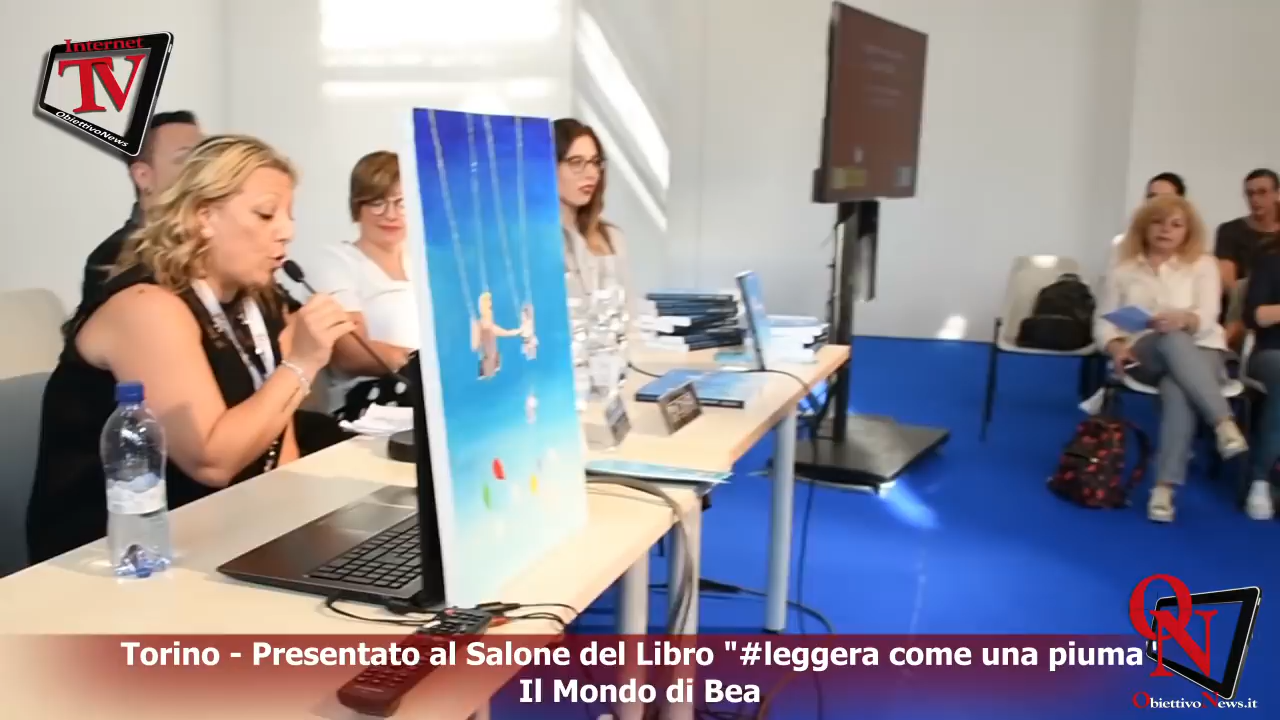 Internet
TV
ObiettivoNews
Torino - Presentato al Salone del Libro "#leggera come una piuma"
Il Mondo di Bea
ON
ObiettivoNews.it